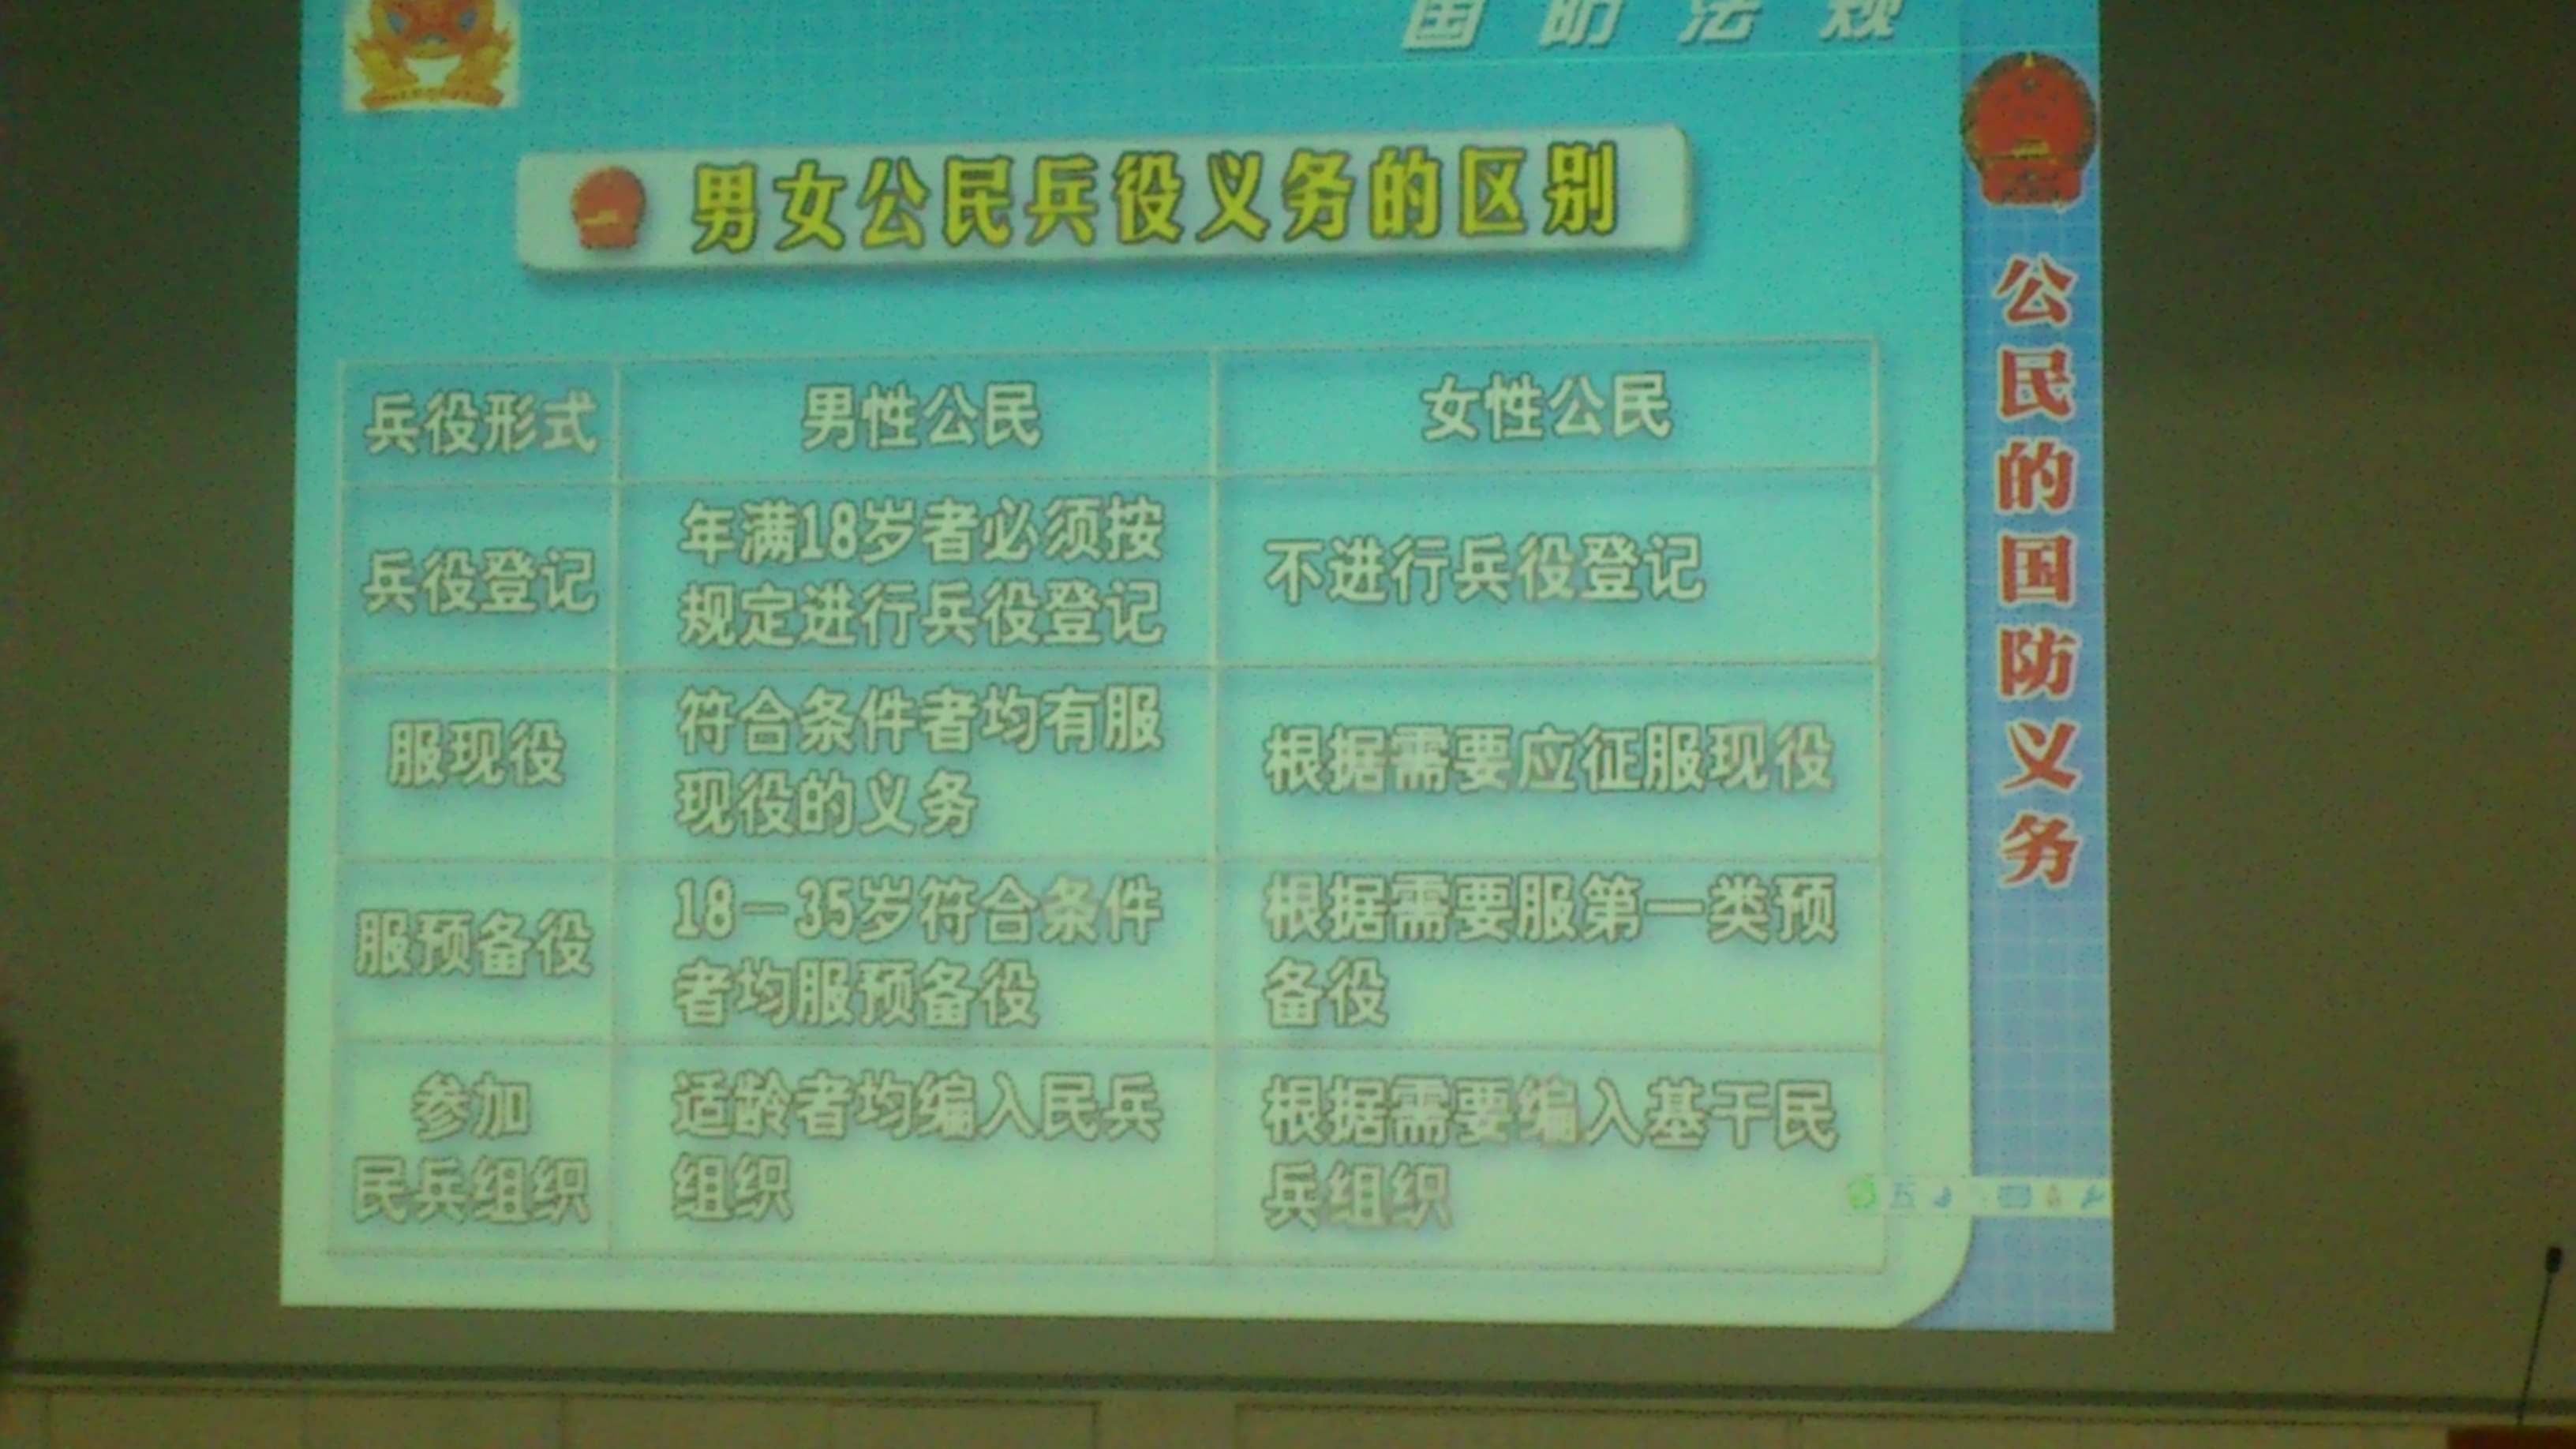 国防法规
男女公民兵役义务的区别
兵役形式
男性公民
女性公民
兵役登记
年满18岁者必须按
规定进行兵役登记
不进行兵役登记
服现役
符合条件者均有服
现役的义务
根据需要应征服现役
服预备役
18－35岁符合条件
者均服预备役
根据需要服第一类预
备役
参加
民兵组织
适龄者均编入民兵
组织
根据需要编入基干民
兵组织
公民的国防义务
五